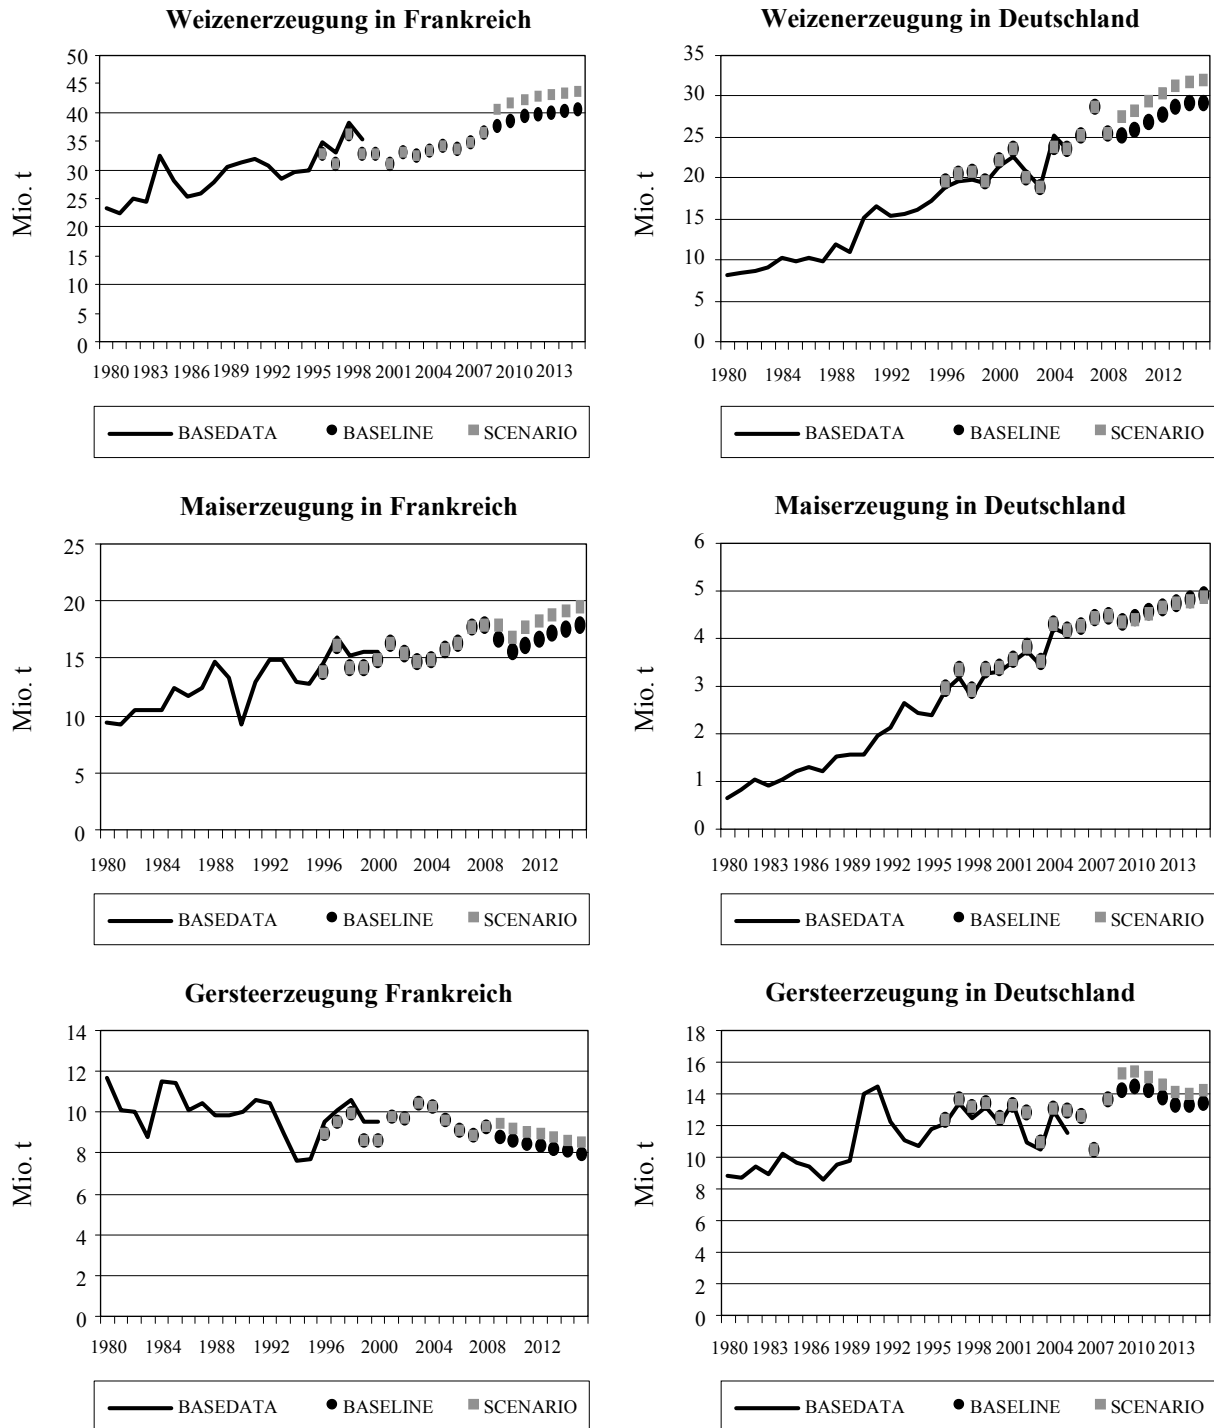 Weizenerzeugung in Frankreich
50
45
40
35
30
25
20
15
10
5
0
Mio. t
1980 1983 1986 1989 1992 1995 1998 2001 2004 2007 2010 2013
BASEDATA BASELINE SCENARIO
Weizenerzeugung in Deutschland
35
30
25
20
15
10
5
0
Mio. t
1980 1984 1988 1992 1996 2000 2004 2008 2012
BASEDATA BASELINE SCENARIO
Maiserzeugung in Frankreich
25
20
15
10
5
0
Mio. t
1980 1984 1988 1992 1996 2000 2004 2008 2012
BASEDATA BASELINE SCENARIO
Maiserzeugung in Deutschland
6
5
4
3
2
1
0
Mio. t
1980 1983 1986 1989 1992 1995 1998 2001 2004 2007 2010 2013
BASEDATA BASELINE SCENARIO
Gersteerzeugung Frankreich
14
12
10
8
6
4
2
0
Mio. t
1980 1984 1988 1992 1996 2000 2004 2008 2012
BASEDATA BASELINE SCENARIO
Gersteerzeugung in Deutschland
18
16
14
12
10
8
6
4
2
0
Mio. t
1980 1983 1986 1989 1992 1995 1998 2001 2004 2007 2010 2013
BASEDATA BASELINE SCENARIO